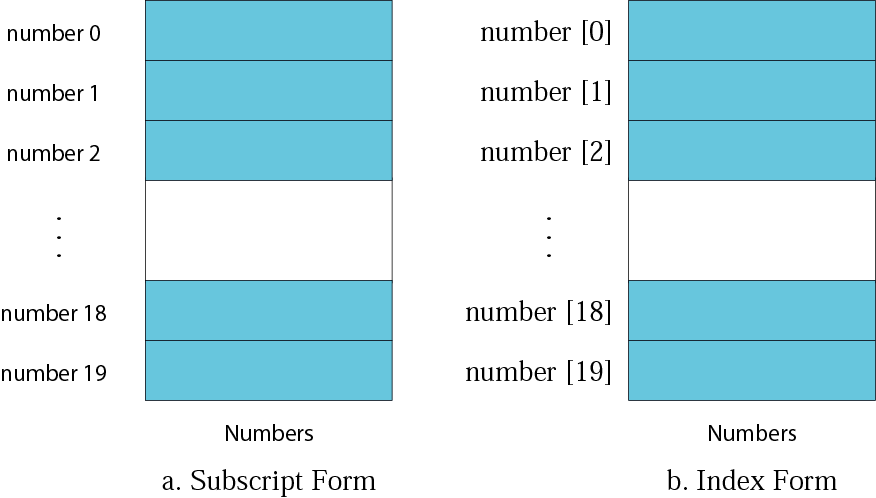 number 0
number 1
number 2
.
.
.
number 18
number 19
Numbers
a. Subscript Form
number [0]
number [1]
number [2]
.
.
.
number [18]
number [19]
Numbers
b. Index Form